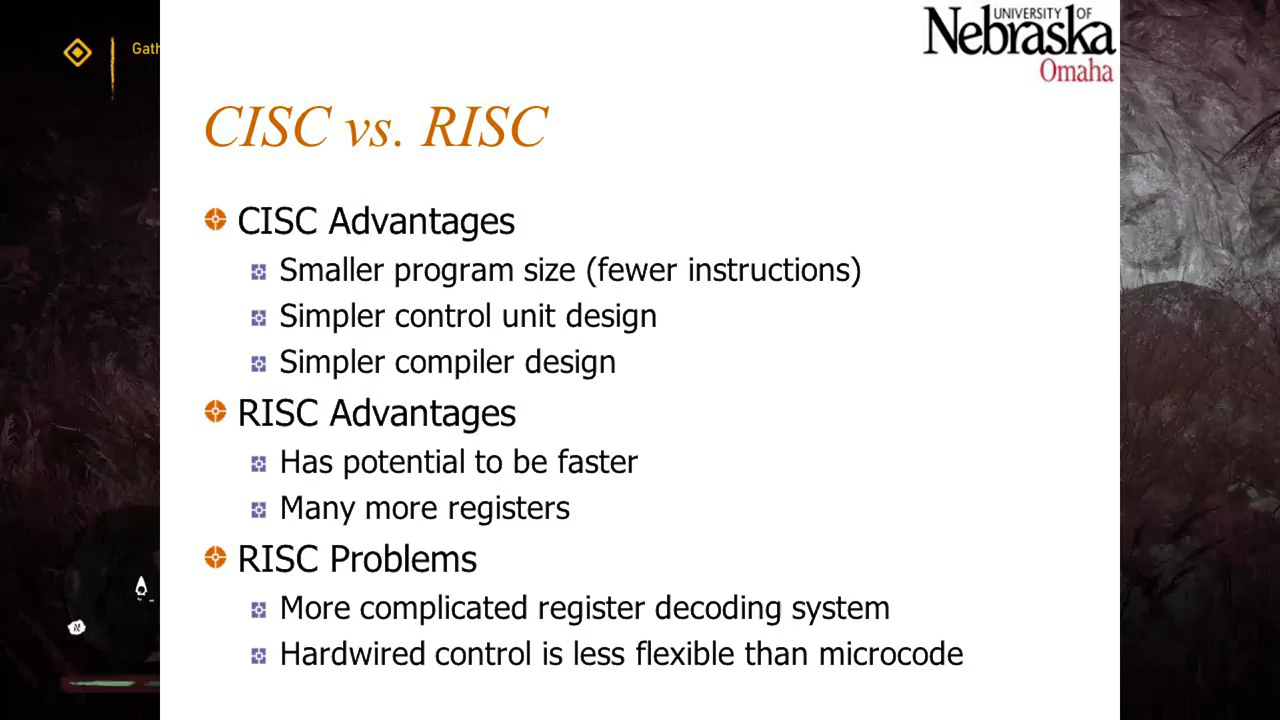 Gath
UNIVERSITY OF
Nebraska
Omaha
CISC vs. RISC
CISC Advantages
Smaller program size (fewer instructions)
Simpler control unit design
Simpler compiler design
RISC Advantages
Has potential to be faster
Many more registers
RISC Problems
More complicated register decoding system
Hardwired control is less flexible than microcode